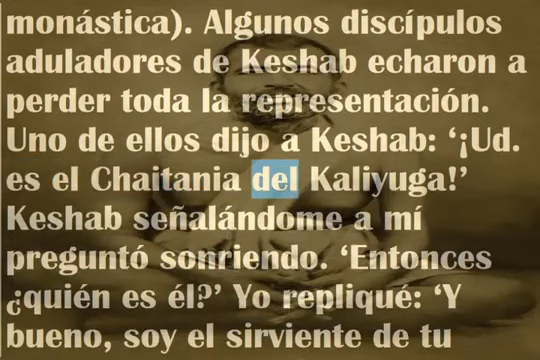 monástica). Algunos discípulos
aduladores de Keshab echaron a
perder toda la representación.
Uno de ellos dijo a Keshab: ‘¡Ud.
es el Chaitania del Kaliyuga!’
Keshab señalándome a mí
preguntó sonriendo. ‘Entonces
¿quién es él?’ Yo repliqué: ‘Y
bueno, soy el sirviente de tu